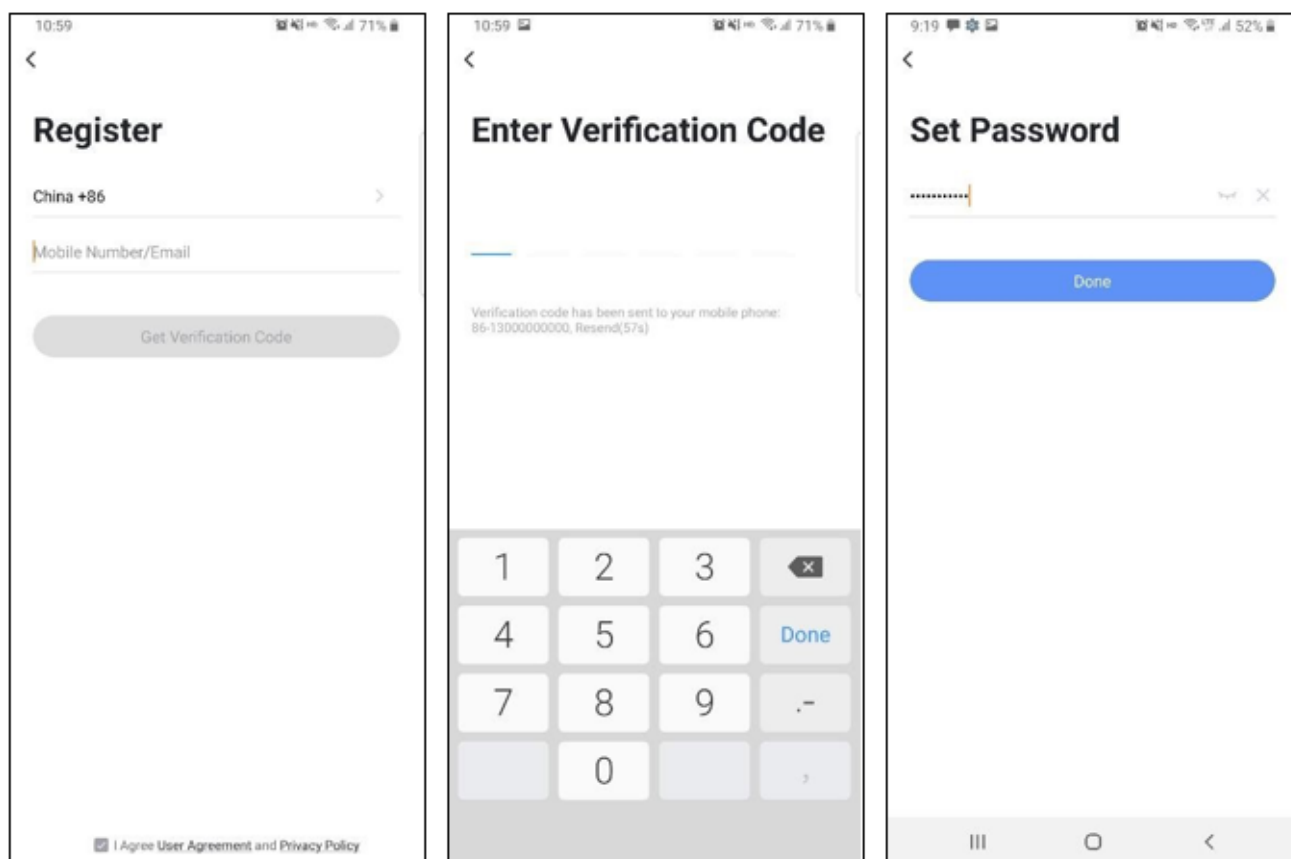 10:59
71%
Register
China +86
Mobile Number/Email
Get Verification Code
I Agree User Agreement and Privacy Policy
10:59
71%
Enter Verification Code
Verification code has been sent to your mobile phone:
86-13000000000, Resend(57s)
1 2 3
4 5 6 Done
7 8 9 .-
0 ,
9:19
52%
Set Password
Done